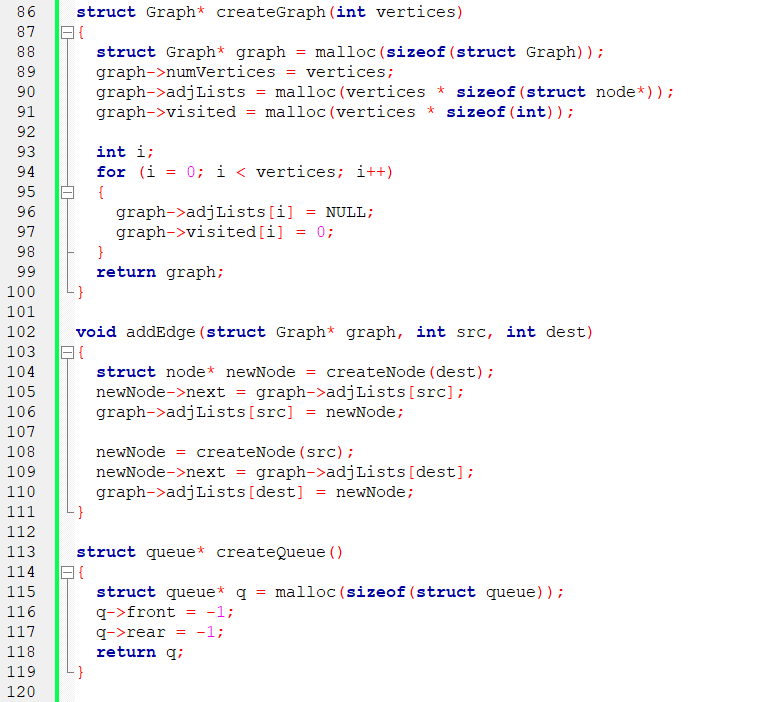 86 struct Graph* createGraph(int vertices)
87 {
88 struct Graph* graph = malloc(sizeof(struct Graph));
89 graph->numVertices = vertices;
90 graph->adjLists = malloc(vertices * sizeof(struct node*));
91 graph->visited = malloc(vertices * sizeof(int));
92
93 int i;
94 for (i = 0; i < vertices; i++)
95 {
96 graph->adjLists[i] = NULL;
97 graph->visited[i] = 0;
98 }
99 return graph;
100 }
101
102 void addEdge(struct Graph* graph, int src, int dest)
103 {
104 struct node* newNode = createNode(dest);
105 newNode->next = graph->adjLists[src];
106 graph->adjLists[src] = newNode;
107
108 newNode = createNode(src);
109 newNode->next = graph->adjLists[dest];
110 graph->adjLists[dest] = newNode;
111 }
112
113 struct queue* createQueue()
114 {
115 struct queue* q = malloc(sizeof(struct queue));
116 q->front = -1;
117 q->rear = -1;
118 return q;
119 }
120